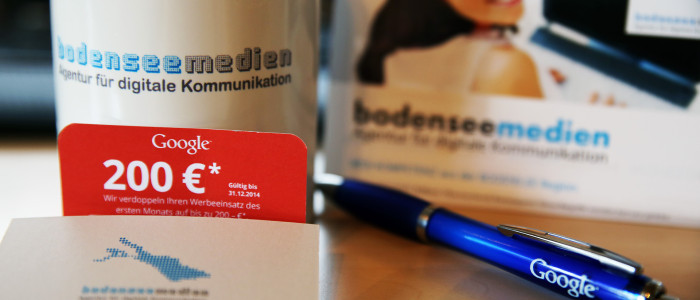 bodenseemedien
Agentur für digitale Kommunikation
Google
200 €*
Gültig bis
31.12.2014
Wir verdoppeln Ihren Werbeeinsatz des
ersten Monats auf bis zu 200,– €*
bodenseemedien
bodenseemedien
Agentur für digitale Kommunikation
Google
bodenseemedien